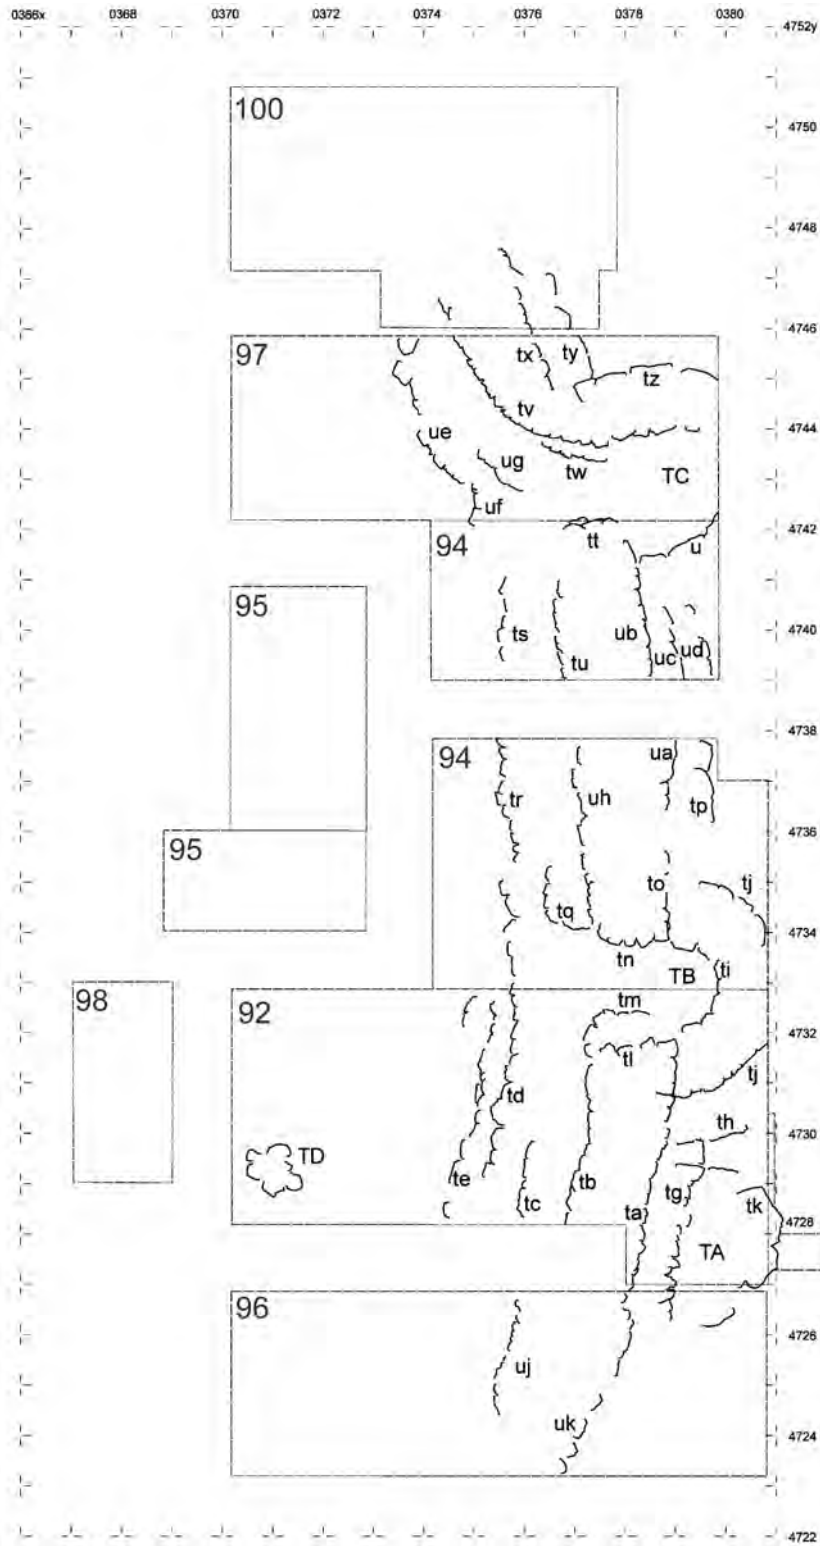 0366x 0368 0370 0372 0374 0376 0378 0380
4752y
100
4750
4748
4746
97
tx ty
tz
tv
4744
ue
ug
tw TC
uf
4742
94
tt u
95
4740
ts tu ub uc ud
4738
94
ua
tr uh tp
4736
95
to tj
tq
4734
tn
TB ti
98
92
tm
4732
tl
tj
td
th
4730
TD
te tc tb ta tg tk
4728
TA
96
4726
uj
uk
4724
4722